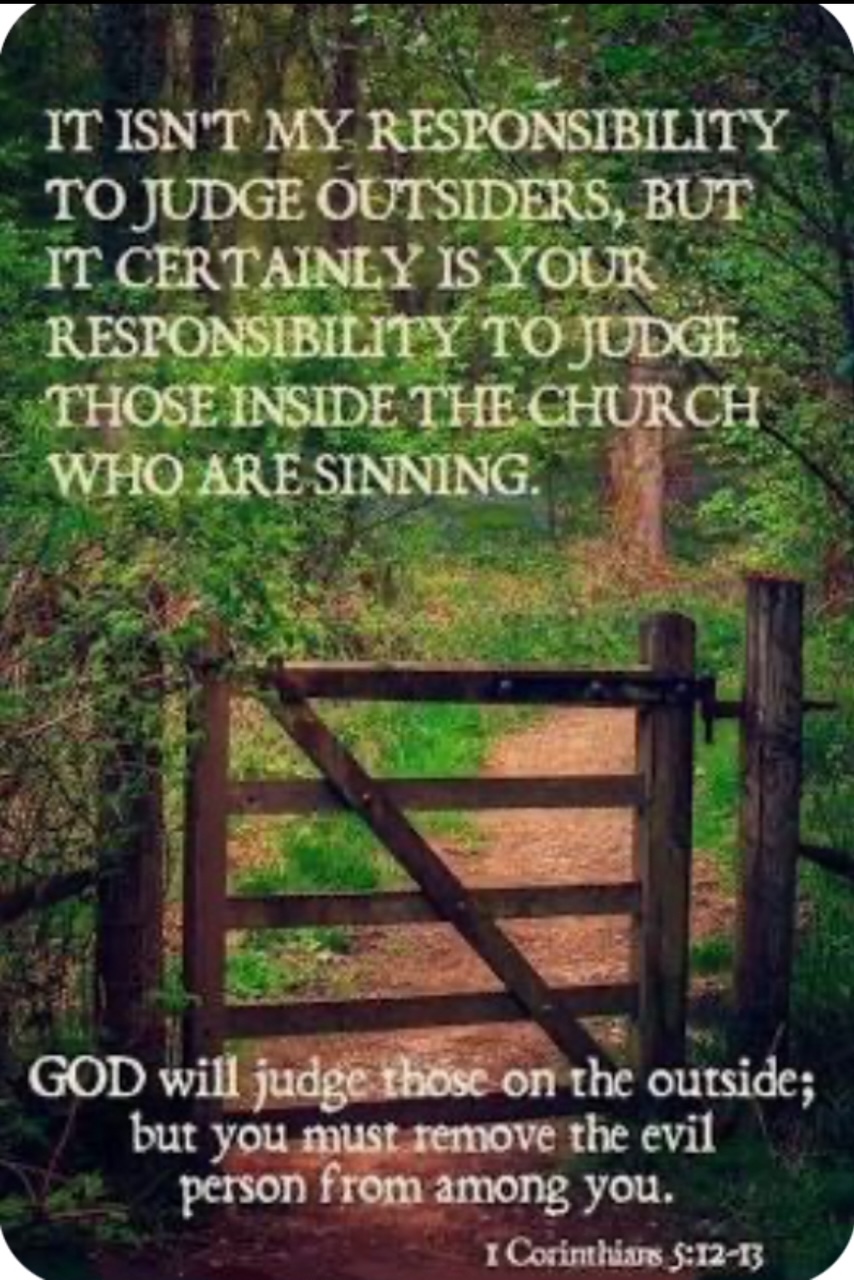 IT ISN'T MY RESPONSIBILITY
TO JUDGE OUTSIDERS, BUT
IT CERTAINLY IS YOUR
RESPONSIBILITY TO JUDGE
THOSE INSIDE THE CHURCH
WHO ARE SINNING.
GOD will judge those on the outside;
but you must remove the evil
person from among you.
1 Corinthians 5:12-13